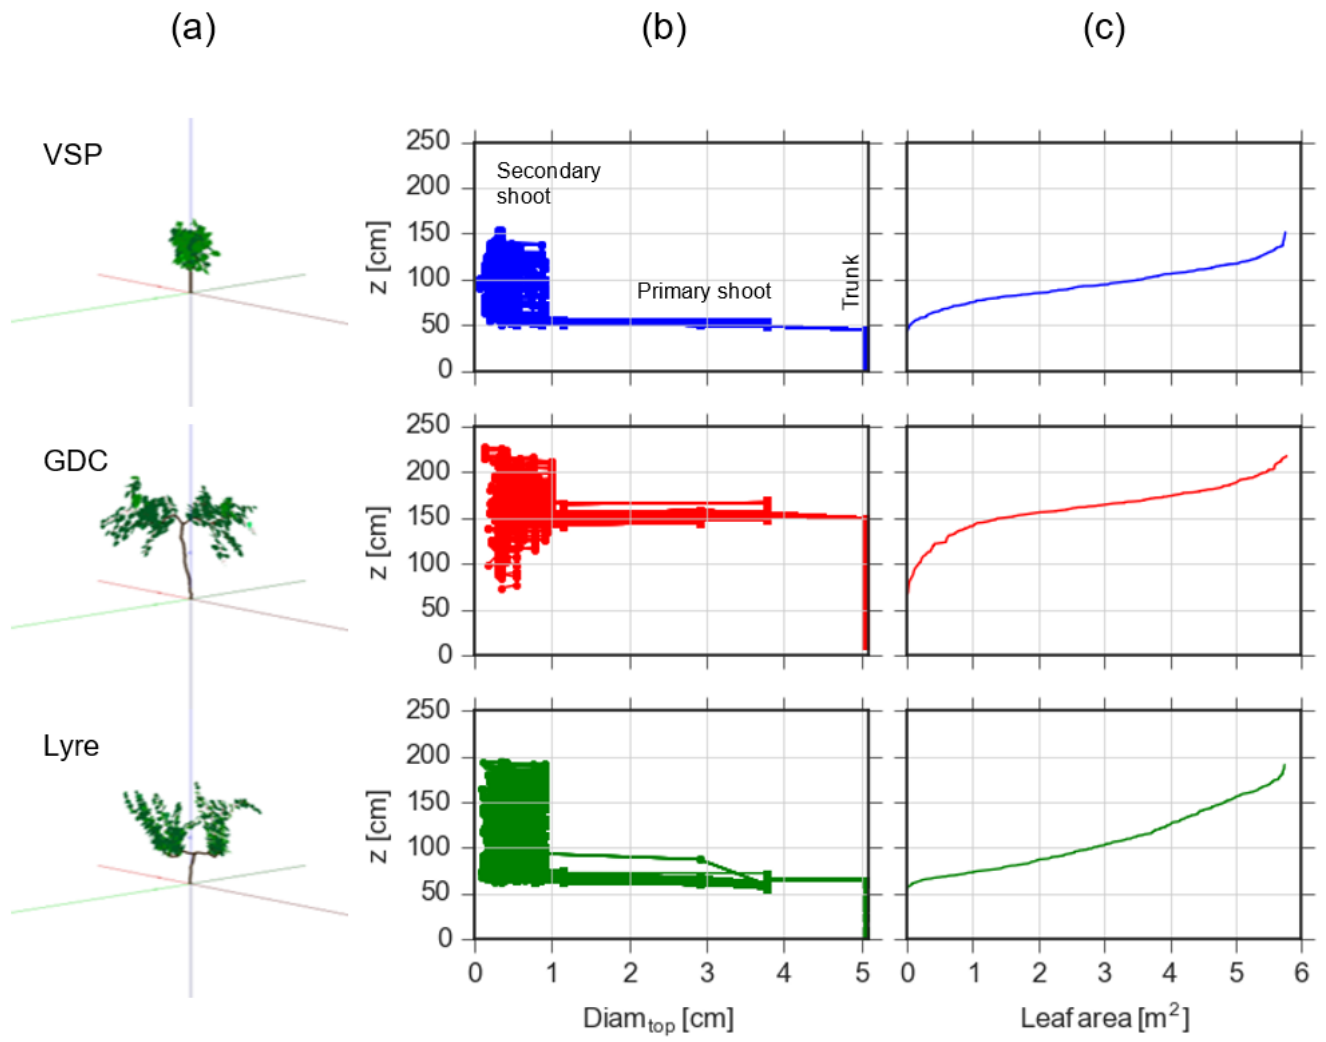 (a) (b) (c)
VSP
250
200
150
100
50
0
z [cm]
Secondary
shoot
Primary shoot
Trunk
GDC
250
200
150
100
50
0
z [cm]
Lyre
250
200
150
100
50
0
z [cm]
0 1 2 3 4 5
0 1 2 3 4 5 6
Diam_top [cm]
Leaf area [m²]